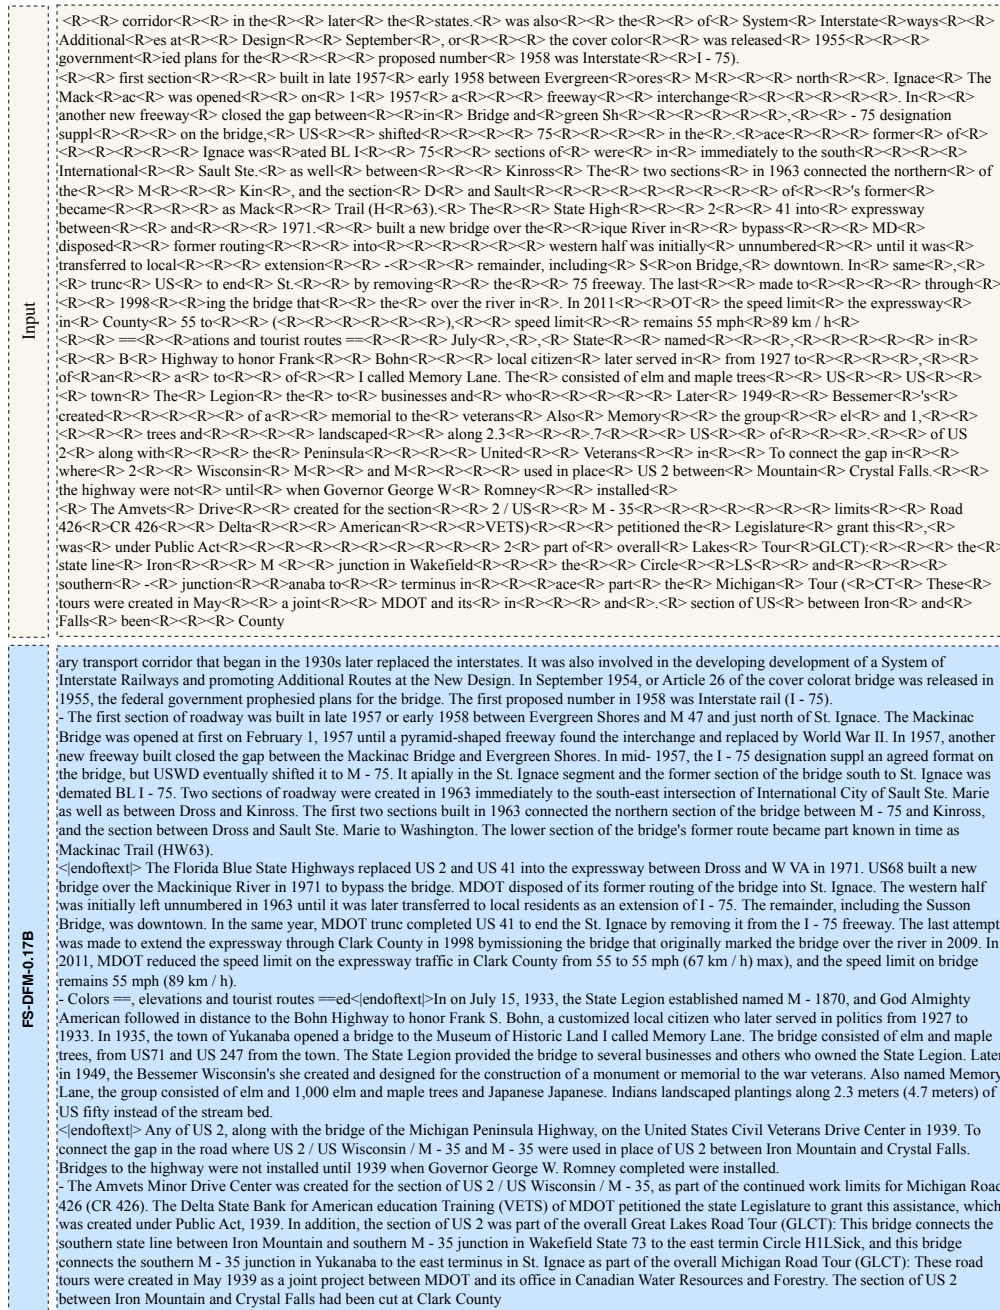 Input
<R><R> corridor<R><R> in the<R><R> later<R> the<R>states.<R> was also<R><R> the<R><R> of<R> System<R> Interstate<R>ways<R><R>
Additional<R>es at<R><R> Design<R><R> September<R>, or<R><R><R> the cover color<R><R> was released<R> 1955<R><R><R>
government<R>ied plans for the<R><R><R> proposed number<R> 1958 was Interstate<R><R>I - 75).
<R><R> first section<R><R><R> built in late 1957<R> early 1958 between Evergreen<R>ores<R> M<R><R><R> north<R><R>. Ignace<R> The
Mack<R>ac<R> was opened<R><R> on<R> 1<R> 1957<R> a<R><R> freeway<R> interchange<R><R><R><R><R>. In<R><R>
another new freeway<R> closed the gap between<R><R>in<R> Bridge and<R>green Sh<R><R><R><R><R>,<R><R> - 75 designation
suppl<R><R><R> on the bridge,<R> US<R><R> shifted<R><R><R><R> 75<R><R><R> in the<R>.<R>ace<R><R> former<R> of<R>
<R><R><R><R><R> Ignace was<R>ated BL I<R><R> 75<R><R> sections of<R> were<R> in<R> immediately to the south<R><R><R><R>
International<R><R> Sault Ste.<R> as well<R> between<R><R> Kinross<R> The<R> two sections<R> in 1963 connected the northern<R> of
the<R><R> M<R><R><R> Kin<R>, and the section<R> D<R> and Sault<R><R><R><R><R><R><R><R><R> of<R>'s former<R>
became<R><R><R><R> as Mack<R><R> Trail (H<R>63).<R> The<R><R> State High<R><R><R> 2<R><R> 41 into<R> expressway
between<R><R> and<R><R><R> 1971.<R><R> built a new bridge over the<R><R>ique River in<R><R> bypass<R><R><R> MD<R>
disposed<R><R> former routing<R><R><R> into<R><R><R><R><R><R> western half was initially<R> unnumbered<R><R> until it was<R>
transferred to local<R><R><R> extension<R><R> -<R><R><R> remainder, including<R> S<R>on Bridge,<R> downtown. In<R> same<R>,<R>
<R> trunc<R> US<R> to end<R> St.<R><R> by removing<R><R> the<R><R> 75 freeway. The last<R> made to<R><R><R><R> through<R>
<R><R> 1998<R><R>ing the bridge that<R><R> the<R> over the river in<R>. In 2011<R><R>OT<R> the speed limit<R> the expressway<R>
in<R> County<R> 55 to<R><R> (<R><R><R><R><R>),<R><R> speed limit<R> remains 55 mph<R>89 km / h<R>
<R><R> ==<R><R>ations and tourist routes ==<R><R><R> July<R>,<R>,<R> State<R> named<R><R>,<R><R><R><R><R> in<R>
<R><R> B<R> Highway to honor Frank<R><R> Bohn<R><R><R> local citizen<R> later served in<R> from 1927 to<R><R><R><R>,<R><R>
of<R>an<R><R> a<R> to<R><R> of<R><R> I called Memory Lane. The<R> consisted of elm and maple trees<R><R> US<R><R> US<R><R>
<R> town<R> The<R> Legion<R> the<R> to<R> businesses and<R> who<R><R><R><R> Later<R> 1949<R><R> Bessemer<R>'s<R>
created<R><R><R><R><R> of a<R><R> memorial to the<R> veterans<R> Also<R> Memory<R><R> the group<R><R> el<R> and 1,<R><R>
<R><R><R> trees and<R><R><R><R> landscaped<R><R> along 2.3<R><R><R>.7<R><R><R> US<R><R> of<R><R><R>.<R><R> of US
2<R> along with<R><R><R> the<R> Peninsula<R><R><R><R> United<R><R> Veterans<R><R> in<R><R> To connect the gap in<R><R>
where<R> 2<R><R> Wisconsin<R> M<R><R> and M<R><R><R><R> used in place<R> US 2 between<R> Mountain<R> Crystal Falls.<R><R>
the highway were not<R> until<R> when Governor George W<R> Romney<R><R> installed<R>
<R> The Amvets<R> Drive<R><R> created for the section<R><R> 2 / US<R><R> M - 35<R><R><R><R><R><R> limits<R><R> Road
426<R>CR 426<R><R> Delta<R><R><R> American<R><R><R>VETS)<R><R><R> petitioned the<R> Legislature<R> grant this<R>,<R>
was<R> under Public Act<R><R><R><R><R><R><R><R><R> 2<R> part of<R> overall<R> Lakes<R> Tour<R>GLCT):<R><R><R> the<R>
state line<R> Iron<R><R><R> M <R><R> junction in Wakefield<R><R><R> the<R><R> Circle<R><R>LS<R><R> and<R><R><R><R>
southern<R> -<R> junction<R><R>anaba to<R><R> terminus in<R><R><R>ace<R> part<R> the<R> Michigan<R> Tour (<R>CT<R> These<R>
tours were created in May<R><R> a joint<R><R> MDOT and its<R> in<R><R><R> and<R>.<R> section of US<R> between Iron<R> and<R>
Falls<R> been<R><R><R> County
FS-DFM-0.17B
ary transport corridor that began in the 1930s later replaced the interstates. It was also involved in the developing development of a System of
Interstate Railways and promoting Additional Routes at the New Design. In September 1954, or Article 26 of the cover colorat bridge was released in
1955, the federal government prophesied plans for the bridge. The first proposed number in 1958 was Interstate rail (I - 75).
- The first section of roadway was built in late 1957 or early 1958 between Evergreen Shores and M 47 and just north of St. Ignace. The Mackinac
Bridge was opened at first on February 1, 1957 until a pyramid-shaped freeway found the interchange and replaced by World War II. In 1957, another
new freeway built closed the gap between the Mackinac Bridge and Evergreen Shores. In mid- 1957, the I - 75 designation suppl an agreed format on
the bridge, but USWD eventually shifted it to M - 75. It apially in the St. Ignace segment and the former section of the bridge south to St. Ignace was
demated BL I - 75. Two sections of roadway were created in 1963 immediately to the south-east intersection of International City of Sault Ste. Marie
as well as between Dross and Kinross. The first two sections built in 1963 connected the northern section of the bridge between M - 75 and Kinross,
and the section between Dross and Sault Ste. Marie to Washington. The lower section of the bridge's former route became part known in time as
Mackinac Trail (HW63).
<|endoftext|> The Florida Blue State Highways replaced US 2 and US 41 into the expressway between Dross and W VA in 1971. US68 built a new
bridge over the Mackinique River in 1971 to bypass the bridge. MDOT disposed of its former routing of the bridge into St. Ignace. The western half
was initially left unnumbered in 1963 until it was later transferred to local residents as an extension of I - 75. The remainder, including the Susson
Bridge, was downtown. In the same year, MDOT trunc completed US 41 to end the St. Ignace by removing it from the I - 75 freeway. The last attempt
was made to extend the expressway through Clark County in 1998 bymissioning the bridge that originally marked the bridge over the river in 2009. In
2011, MDOT reduced the speed limit on the expressway traffic in Clark County from 55 to 55 mph (67 km / h) max), and the speed limit on bridge
remains 55 mph (89 km / h).
- Colors ==, elevations and tourist routes ==ed<|endoftext|>In on July 15, 1933, the State Legion established named M - 1870, and God Almighty
American followed in distance to the Bohn Highway to honor Frank S. Bohn, a customized local citizen who later served in politics from 1927 to
1933. In 1935, the town of Yukanaba opened a bridge to the Museum of Historic Land I called Memory Lane. The bridge consisted of elm and maple
trees, from US71 and US 247 from the town. The State Legion provided the bridge to several businesses and others who owned the State Legion. Later
in 1949, the Bessemer Wisconsin's she created and designed for the construction of a monument or memorial to the war veterans. Also named Memory
Lane, the group consisted of elm and 1,000 elm and maple trees and Japanese Japanese. Indians landscaped plantings along 2.3 meters (4.7 meters) of
US fifty instead of the stream bed.
<|endoftext|> Any of US 2, along with the bridge of the Michigan Peninsula Highway, on the United States Civil Veterans Drive Center in 1939. To
connect the gap in the road where US 2 / US Wisconsin / M - 35 and M - 35 were used in place of US 2 between Iron Mountain and Crystal Falls.
Bridges to the highway were not installed until 1939 when Governor George W. Romney completed were installed.
- The Amvets Minor Drive Center was created for the section of US 2 / US Wisconsin / M - 35, as part of the continued work limits for Michigan Road
426 (CR 426). The Delta State Bank for American education Training (VETS) of MDOT petitioned the state Legislature to grant this assistance, which
was created under Public Act, 1939. In addition, the section of US 2 was part of the overall Great Lakes Road Tour (GLCT): This bridge connects the
southern state line between Iron Mountain and southern M - 35 junction in Wakefield State 73 to the east termin Circle H1LSick, and this bridge
connects the southern M - 35 junction in Yukanaba to the east terminus in St. Ignace as part of the overall Michigan Road Tour (GLCT): These road
tours were created in May 1939 as a joint project between MDOT and its office in Canadian Water Resources and Forestry. The section of US 2
between Iron Mountain and Crystal Falls had been cut at Clark County